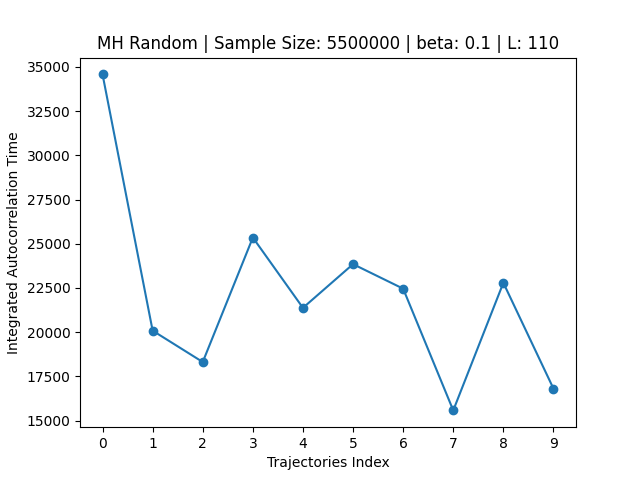 MH Random | Sample Size: 5500000 | beta: 0.1 | L: 110
35000
32500
30000
27500
25000
22500
20000
17500
15000
Integrated Autocorrelation Time
0 1 2 3 4 5 6 7 8 9
Trajectories Index